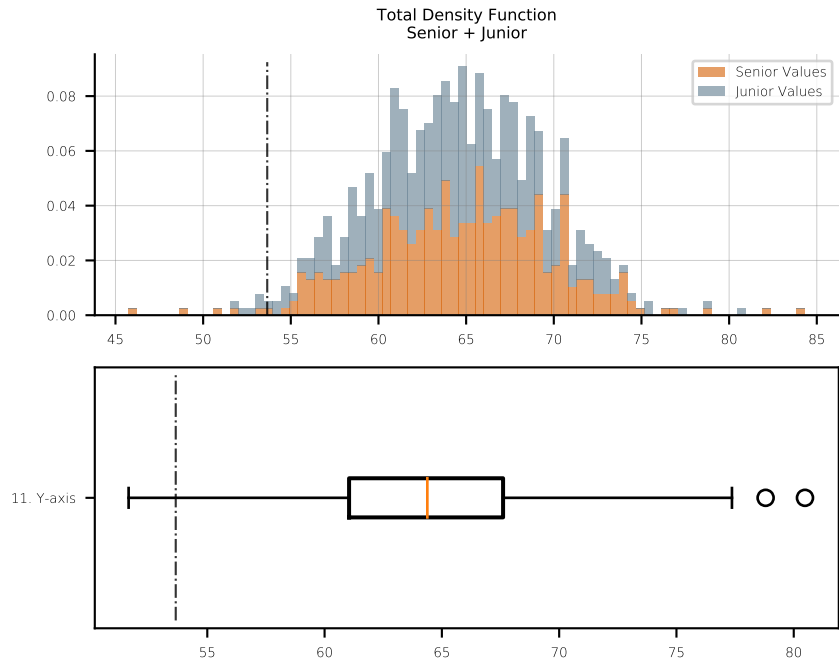 Total Density Function
Senior + Junior
Senior Values
Junior Values
0.08
0.06
0.04
0.02
0.00
45 50 55 60 65 70 75 80 85
11. Y-axis
55 60 65 70 75 80